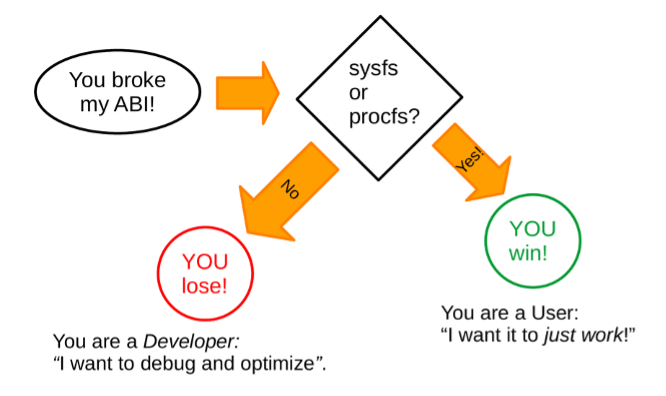 You broke
my ABI!
sysfs
or
procfs?
Yes!
No
YOU
win!
YOU
lose!
You are a User:
“I want it to just work!”
You are a Developer:
“I want to debug and optimize”.